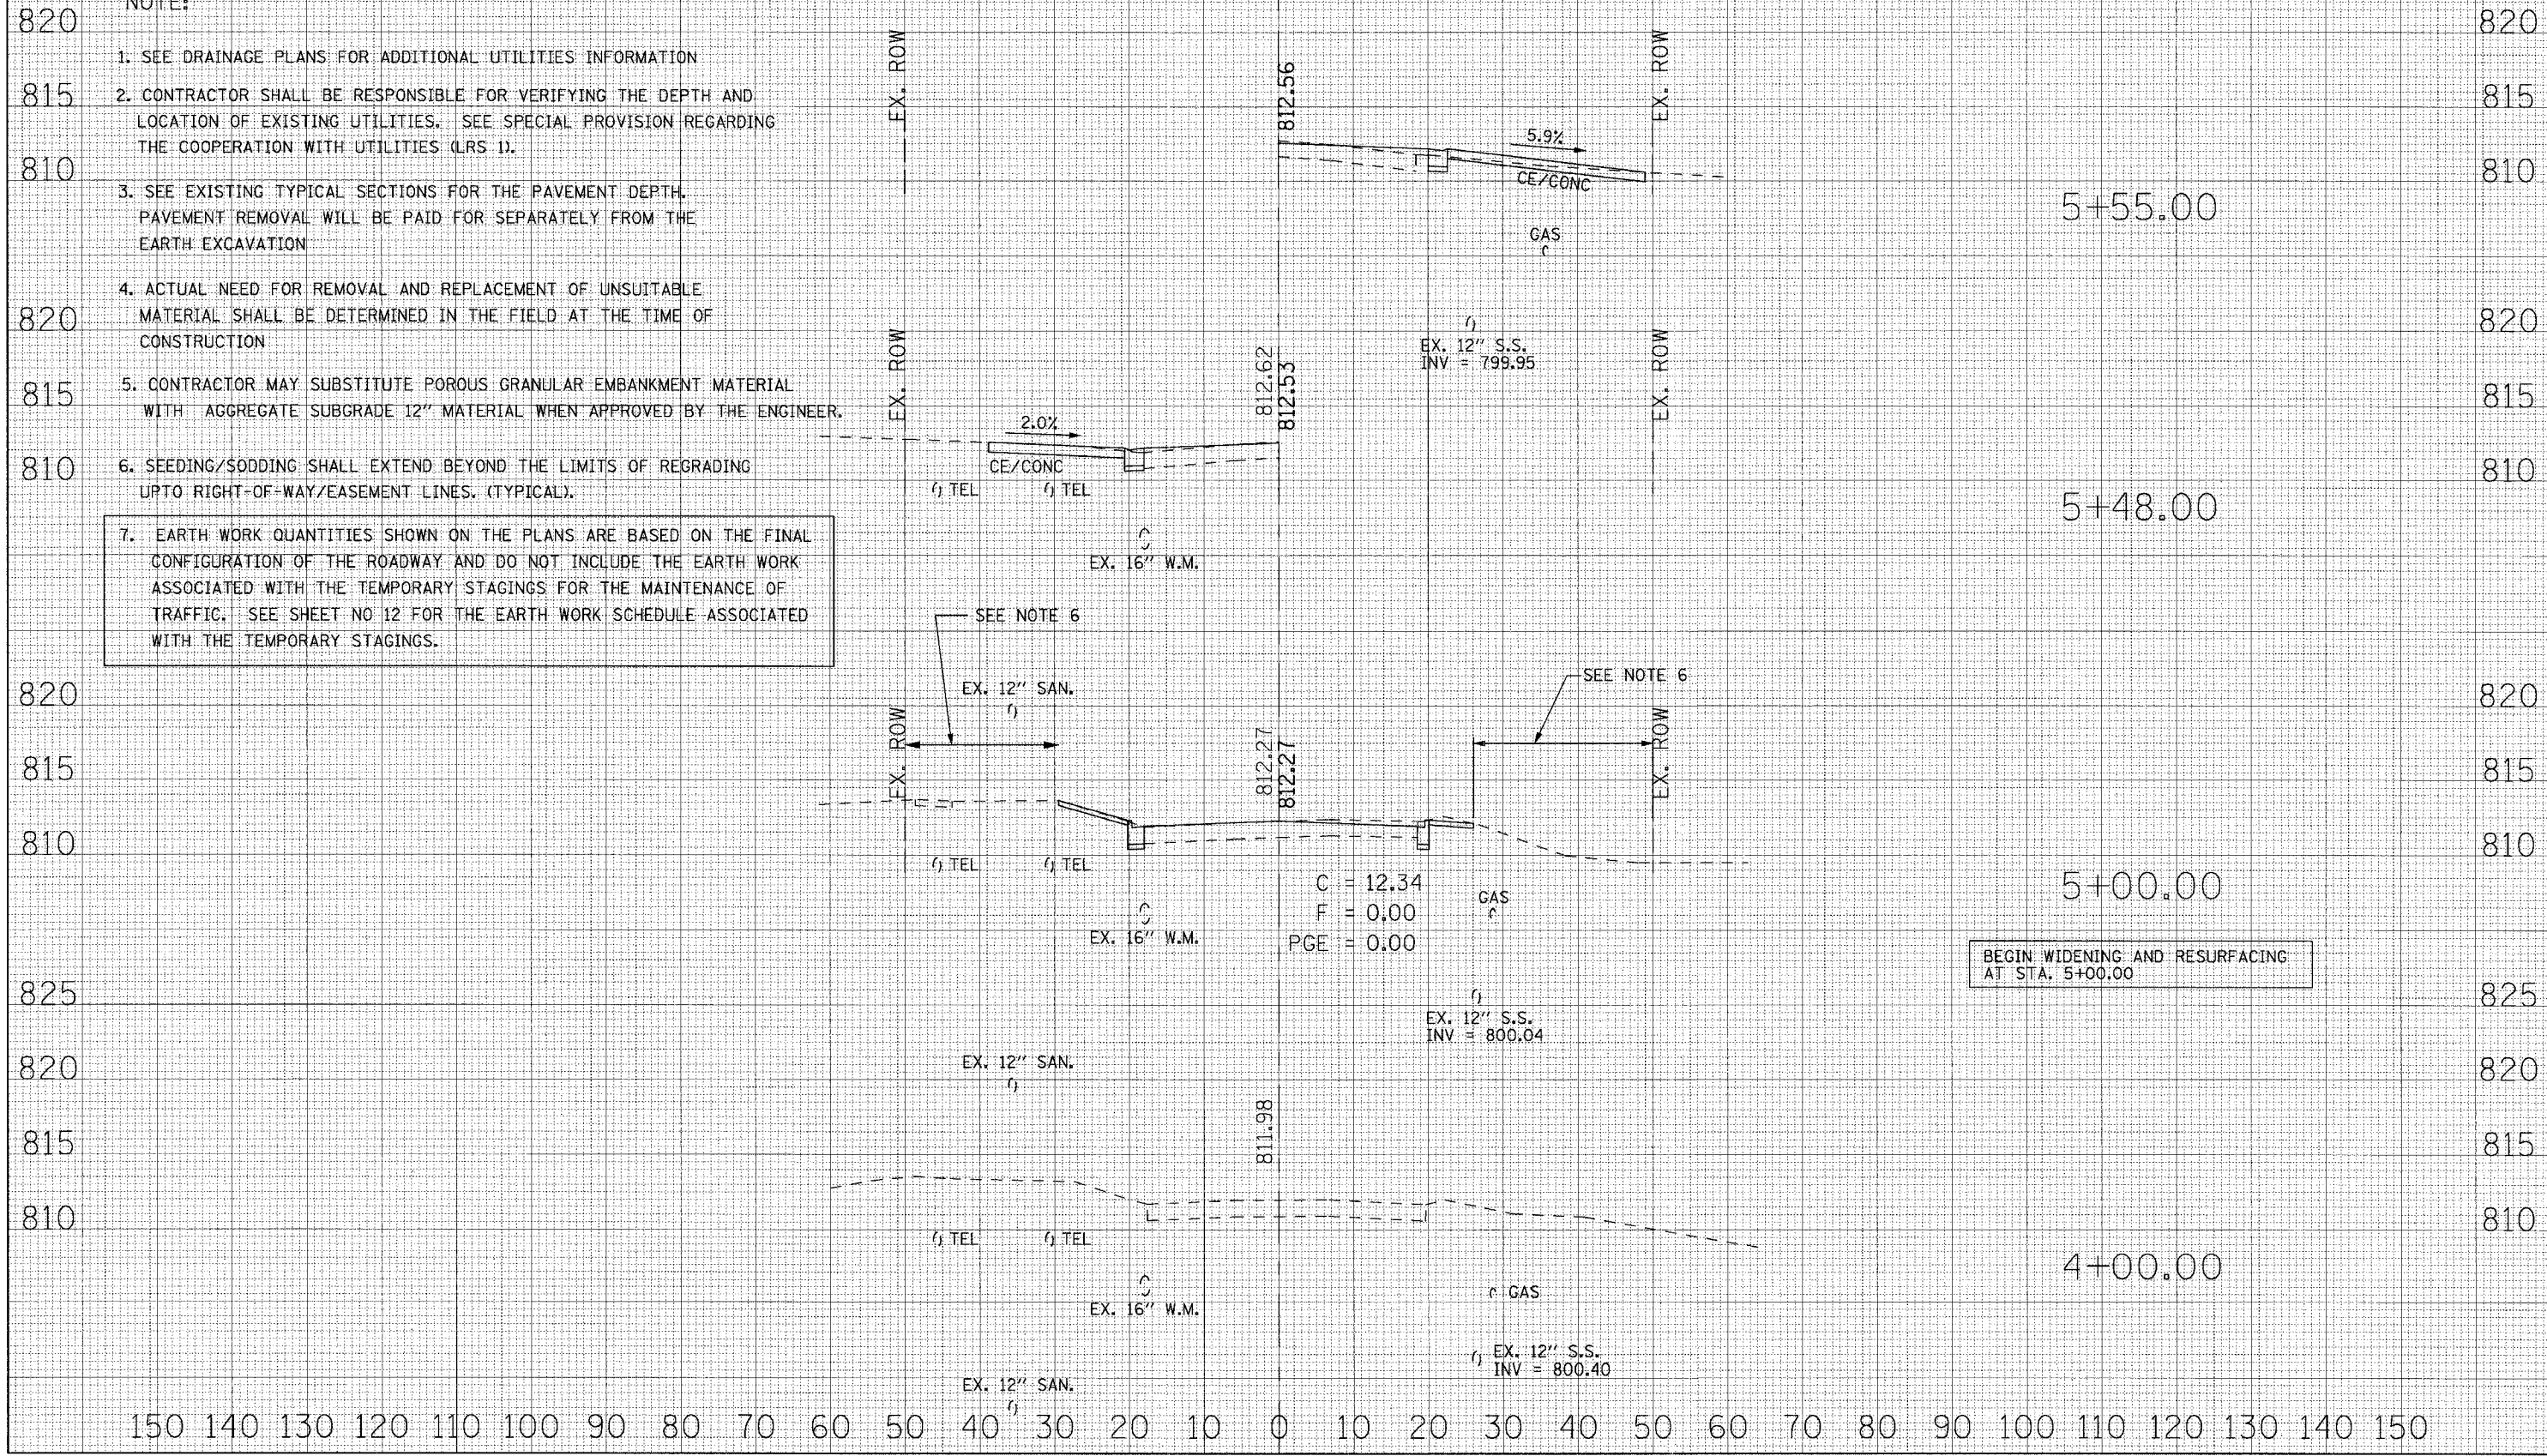 NOTE:
1. SEE DRAINAGE PLANS FOR ADDITIONAL UTILITIES INFORMATION
2. CONTRACTOR SHALL BE RESPONSIBLE FOR VERIFYING THE DEPTH AND
LOCATION OF EXISTING UTILITIES. SEE SPECIAL PROVISION REGARDING
THE COOPERATION WITH UTILITIES (LRS 1).
3. SEE EXISTING TYPICAL SECTIONS FOR THE PAVEMENT DEPTH.
PAVEMENT REMOVAL WILL BE PAID FOR SEPARATELY FROM THE
EARTH EXCAVATION
4. ACTUAL NEED FOR REMOVAL AND REPLACEMENT OF UNSUITABLE
MATERIAL SHALL BE DETERMINED IN THE FIELD AT THE TIME OF
CONSTRUCTION
5. CONTRACTOR MAY SUBSTITUTE POROUS GRANULAR EMBANKMENT MATERIAL
WITH AGGREGATE SUBGRADE 12" MATERIAL WHEN APPROVED BY THE ENGINEER.
6. SEEDING/SODDING SHALL EXTEND BEYOND THE LIMITS OF REGRADING
UPTO RIGHT-OF-WAY/EASEMENT LINES. (TYPICAL).
7. EARTH WORK QUANTITIES SHOWN ON THE PLANS ARE BASED ON THE FINAL
CONFIGURATION OF THE ROADWAY AND DO NOT INCLUDE THE EARTH WORK
ASSOCIATED WITH THE TEMPORARY STAGINGS FOR THE MAINTENANCE OF
TRAFFIC. SEE SHEET NO 12 FOR THE EARTH WORK SCHEDULE ASSOCIATED
WITH THE TEMPORARY STAGINGS.
820
815
810
820
815
810
820
815
810
825
820
815
810
EX. ROW
812.56
EX. ROW
5.9%
CE/CONC
GAS
EX. 12" S.S.
INV = 799.95
5+55.00
EX. ROW
812.62
812.53
EX. ROW
2.0%
CE/CONC
TEL
TEL
EX. 16" W.M.
5+48.00
SEE NOTE 6
EX. 12" SAN.
SEE NOTE 6
EX. ROW
812.27
812.27
EX. ROW
TEL
TEL
C = 12.34
F = 0.00
PGE = 0.00
GAS
EX. 16" W.M.
5+00.00
BEGIN WIDENING AND RESURFACING
AT STA. 5+00.00
EX. 12" S.S.
INV = 800.04
EX. 12" SAN.
811.98
TEL
TEL
EX. 16" W.M.
GAS
4+00.00
EX. 12" S.S.
INV = 800.40
EX. 12" SAN.
820
815
810
820
815
810
820
815
810
825
820
815
810
150 140 130 120 110 100 90 80 70 60 50 40 30 20 10 0 10 20 30 40 50 60 70 80 90 100 110 120 130 140 150